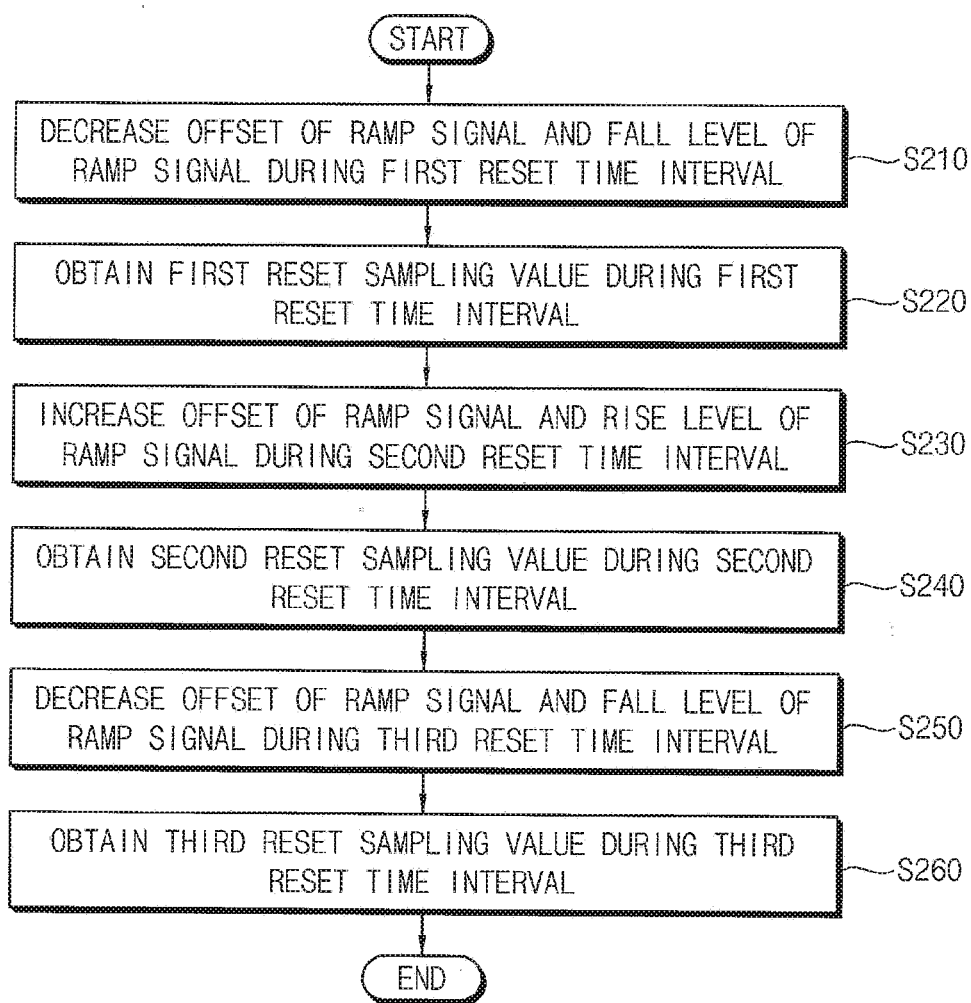 START
DECREASE OFFSET OF RAMP SIGNAL AND FALL LEVEL OF
RAMP SIGNAL DURING FIRST RESET TIME INTERVAL
S210
OBTAIN FIRST RESET SAMPLING VALUE DURING FIRST
RESET TIME INTERVAL
S220
INCREASE OFFSET OF RAMP SIGNAL AND RISE LEVEL OF
RAMP SIGNAL DURING SECOND RESET TIME INTERVAL
S230
OBTAIN SECOND RESET SAMPLING VALUE DURING SECOND
RESET TIME INTERVAL
S240
DECREASE OFFSET OF RAMP SIGNAL AND FALL LEVEL OF
RAMP SIGNAL DURING THIRD RESET TIME INTERVAL
S250
OBTAIN THIRD RESET SAMPLING VALUE DURING THIRD
RESET TIME INTERVAL
S260
END